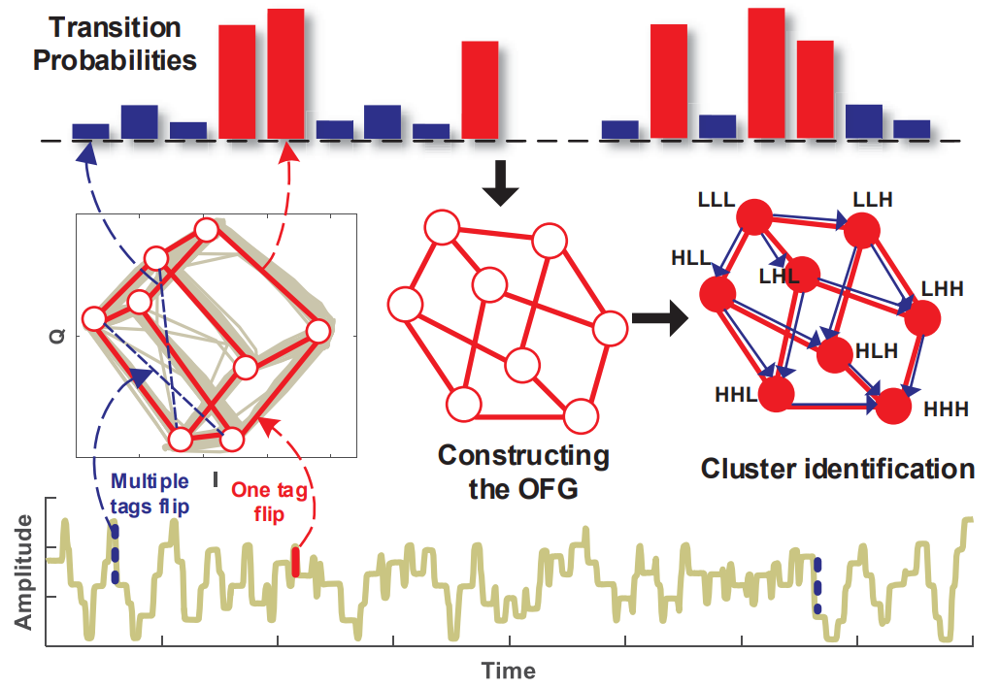 Transition
Probabilities
LLL
LLH
HLL
LHL
LHH
Q
HLH
HHL
HHH
I
Constructing
the OFG
Cluster identification
Multiple
tags flip
One tag
flip
Amplitude
Time